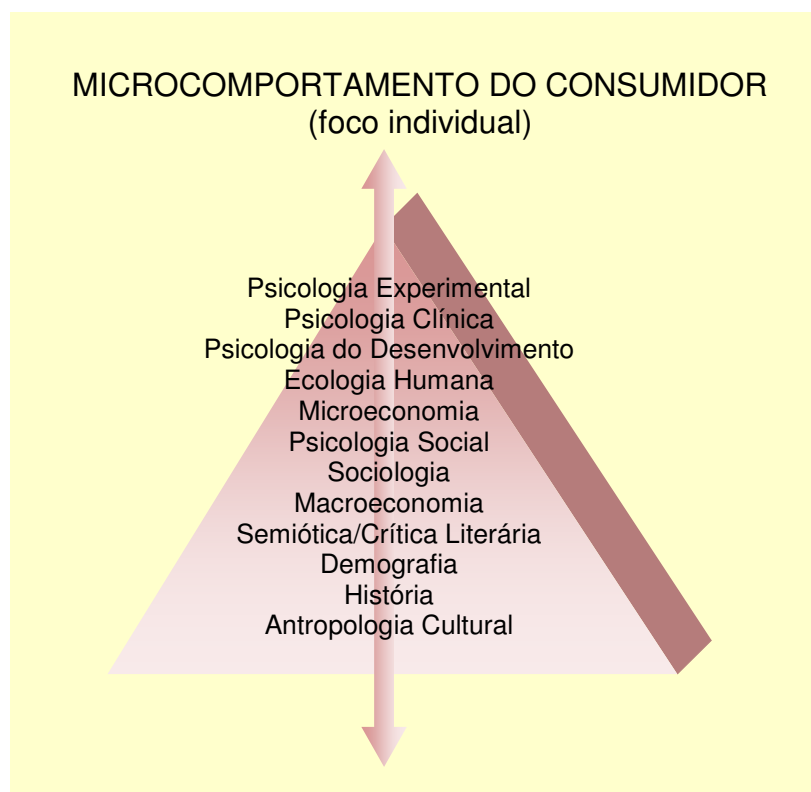 MICROCOMPORTAMENTO DO CONSUMIDOR
(foco individual)
Psicologia Experimental
Psicologia Clínica
Psicologia do Desenvolvimento
Ecologia Humana
Microeconomia
Psicologia Social
Sociologia
Macroeconomia
Semiótica/Crítica Literária
Demografia
História
Antropologia Cultural